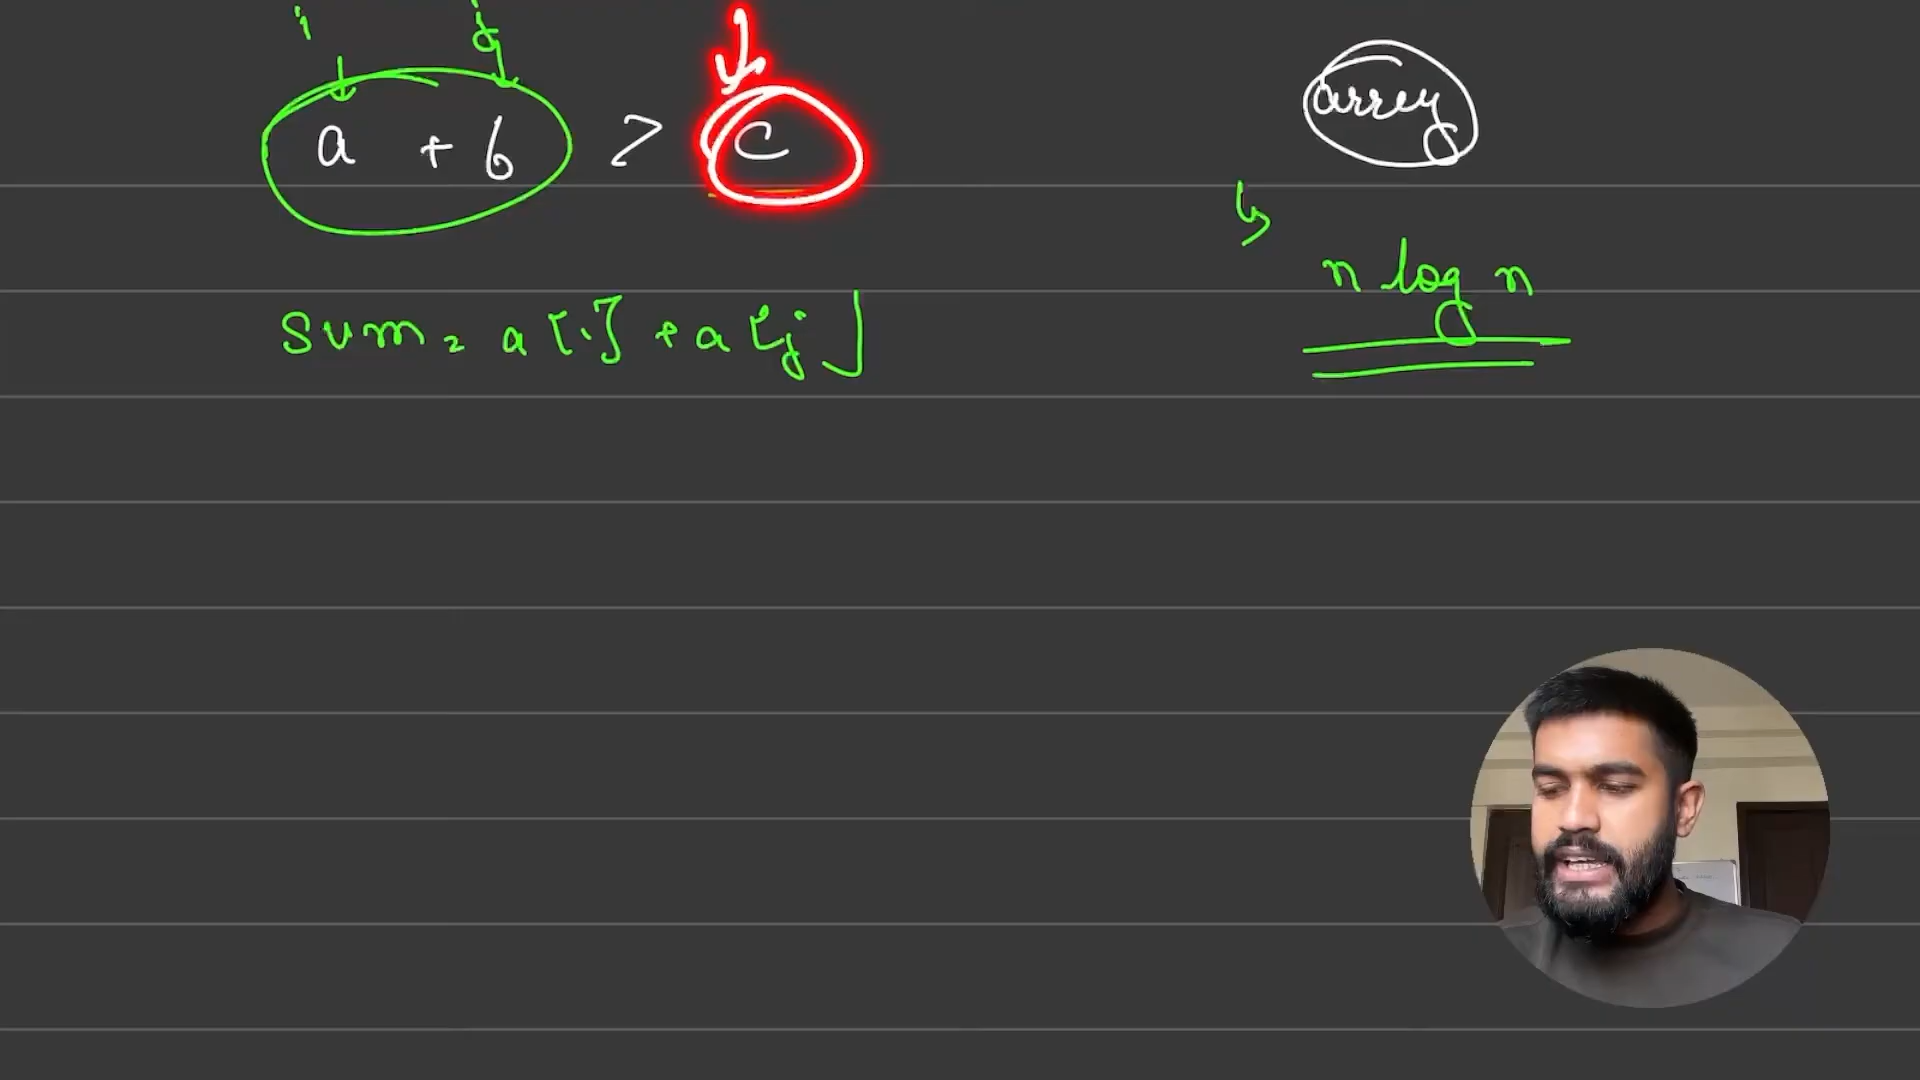 i j
a + b > c
array
n log n
sum = a[i] + a[j]